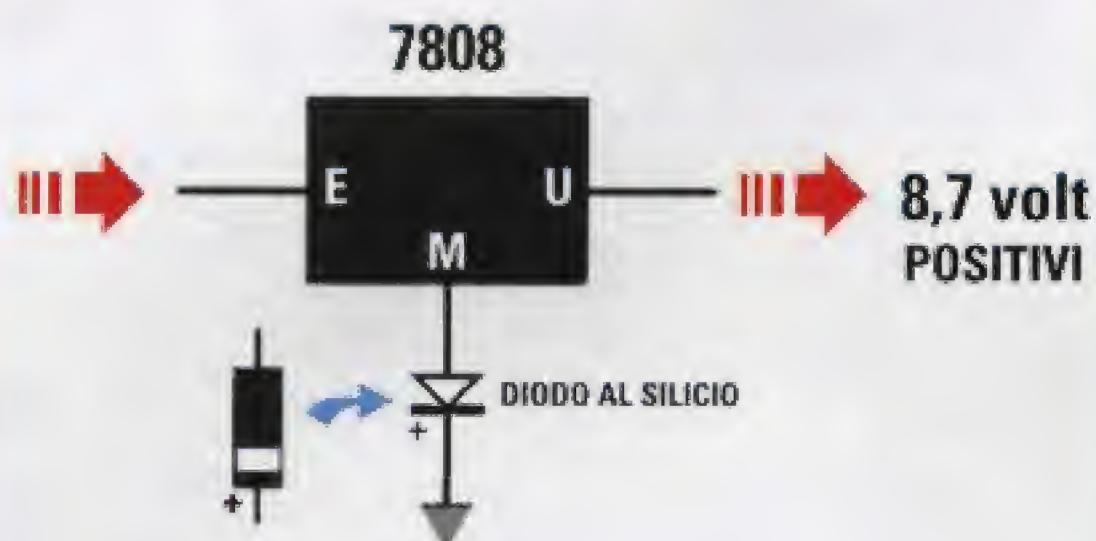 7808
E
U
M
8,7 volt
POSITIVI
DIODO AL SILICIO
+
+